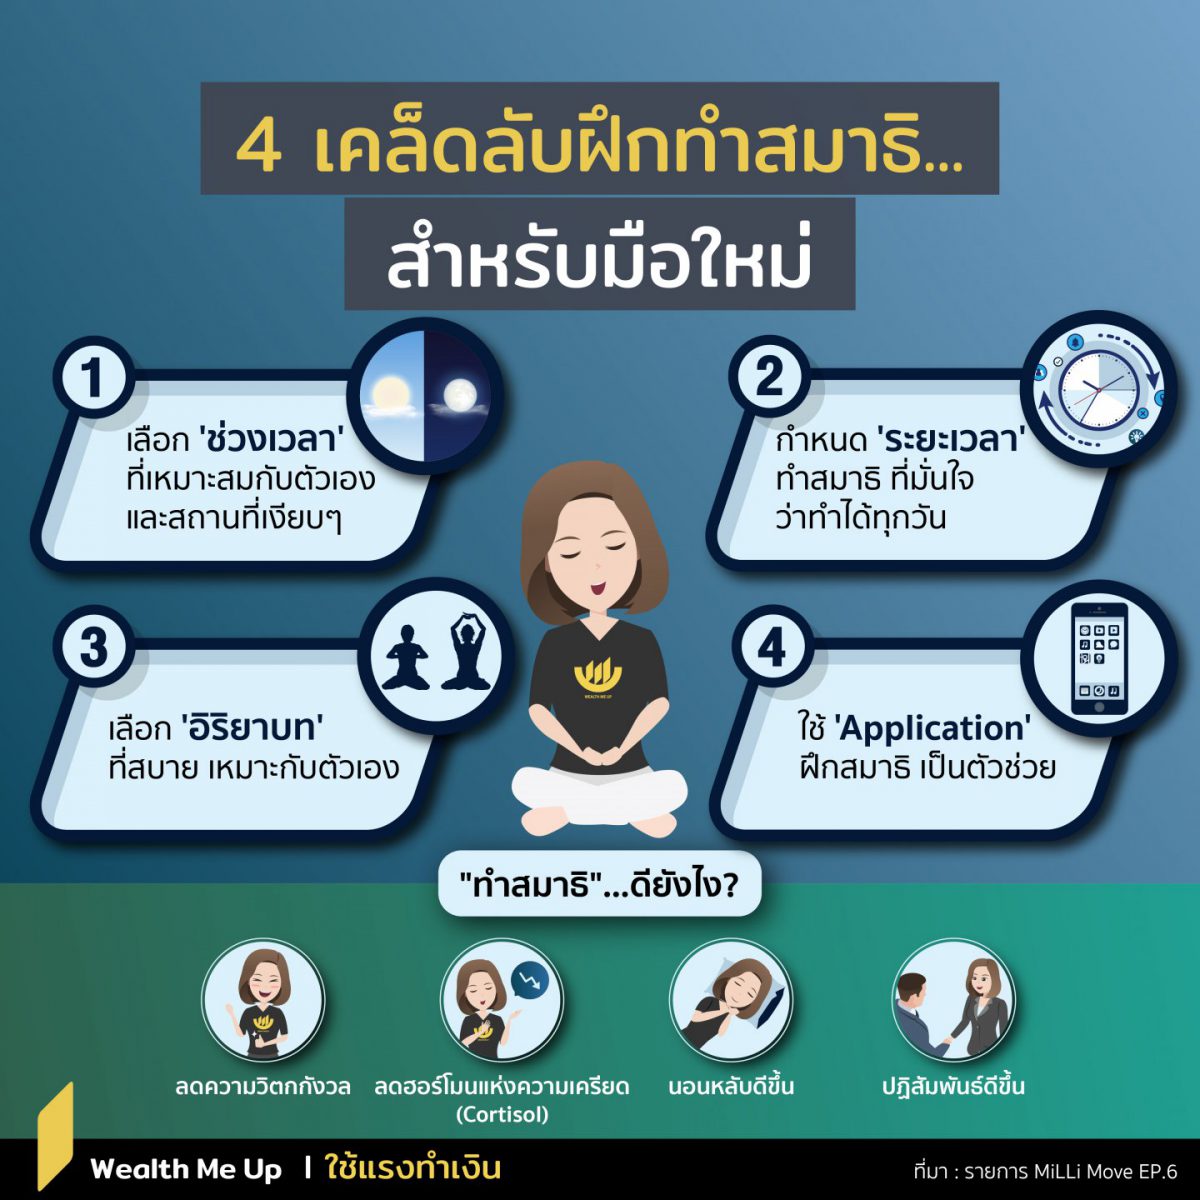 4 เคล็ดลับฝึกทำสมาธิ...
สำหรับมือใหม่
1
เลือก 'ช่วงเวลา'
ที่เหมาะสมกับตัวเอง
และสถานที่เงียบๆ
2
กำหนด 'ระยะเวลา'
ทำสมาธิ ที่มั่นใจ
ว่าทำได้ทุกวัน
3
เลือก 'อิริยาบท'
ที่สบาย เหมาะกับตัวเอง
4
ใช้ 'Application'
ฝึกสมาธิ เป็นตัวช่วย
WEALTH ME UP
"ทำสมาธิ"...ดียังไง?
ลดความวิตกกังวล
ลดฮอร์โมนแห่งความเครียด
(Cortisol)
นอนหลับดีขึ้น
ปฏิสัมพันธ์ดีขึ้น
Wealth Me Up | ใช้แรงทำเงิน
ที่มา : รายการ MiLLi Move EP.6